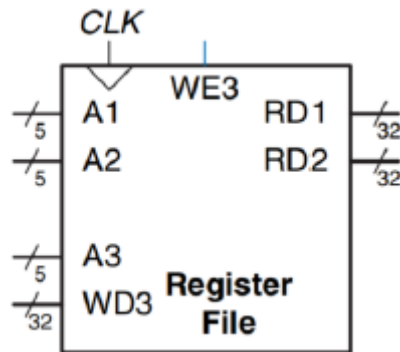 CLK
WE3
A1 RD1
5 32
A2 RD2
5 32
A3
5
WD3
32
Register
File